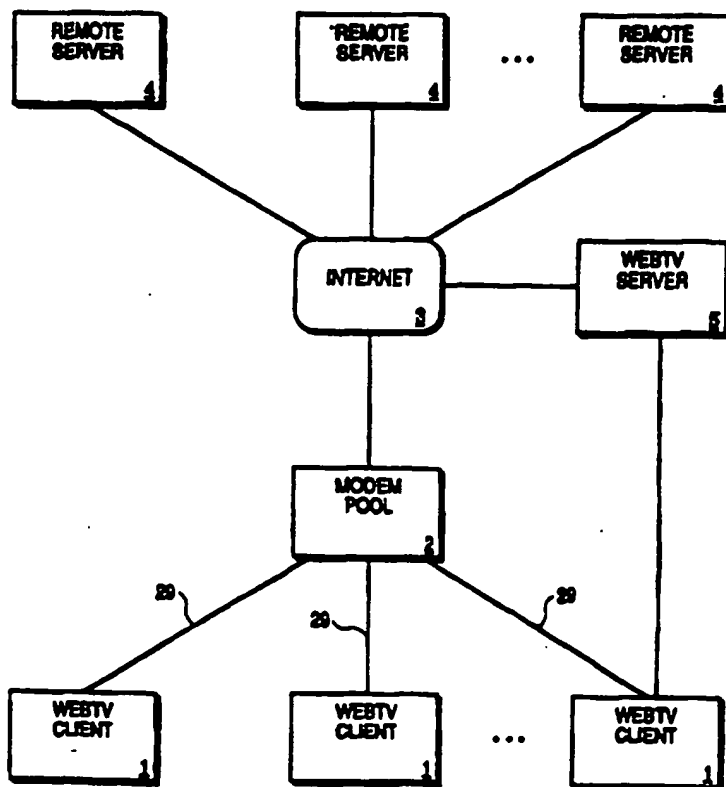 REMOTE
SERVER
4
REMOTE
SERVER
4
...
REMOTE
SERVER
4
INTERNET
3
WEBTV
SERVER
5
MODEM
POOL
2
29
29
29
WEBTV
CLIENT
1
WEBTV
CLIENT
1
...
WEBTV
CLIENT
1